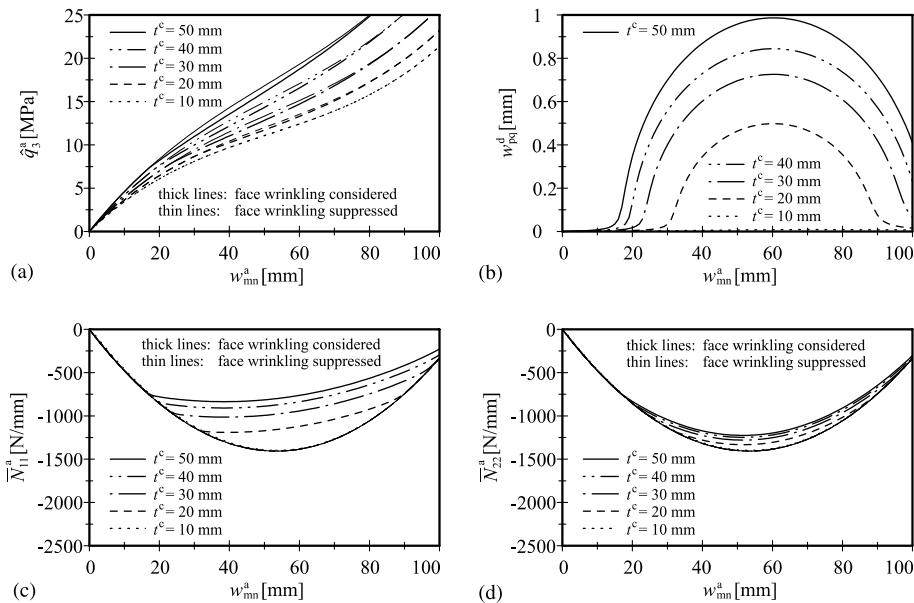 25
20
15
10
5
0
q̂₃ᵃ [MPa]
tᶜ = 50 mm
tᶜ = 40 mm
tᶜ = 30 mm
tᶜ = 20 mm
tᶜ = 10 mm
thick lines: face wrinkling considered
thin lines: face wrinkling suppressed
0 20 40 60 80 100
(a)
wᵃₘₙ [mm]
1
0.8
0.6
0.4
0.2
0
wᵈ_pq [mm]
tᶜ = 50 mm
tᶜ = 40 mm
tᶜ = 30 mm
tᶜ = 20 mm
tᶜ = 10 mm
0 20 40 60 80 100
(b)
wᵃₘₙ [mm]
0
-500
-1000
-1500
-2000
-2500
N̅₁₁ᵃ [N/mm]
thick lines: face wrinkling considered
thin lines: face wrinkling suppressed
tᶜ = 50 mm
tᶜ = 40 mm
tᶜ = 30 mm
tᶜ = 20 mm
tᶜ = 10 mm
0 20 40 60 80 100
(c)
wᵃₘₙ [mm]
0
-500
-1000
-1500
-2000
-2500
N̅₂₂ᵃ [N/mm]
thick lines: face wrinkling considered
thin lines: face wrinkling suppressed
tᶜ = 50 mm
tᶜ = 40 mm
tᶜ = 30 mm
tᶜ = 20 mm
tᶜ = 10 mm
0 20 40 60 80 100
(d)
wᵃₘₙ [mm]